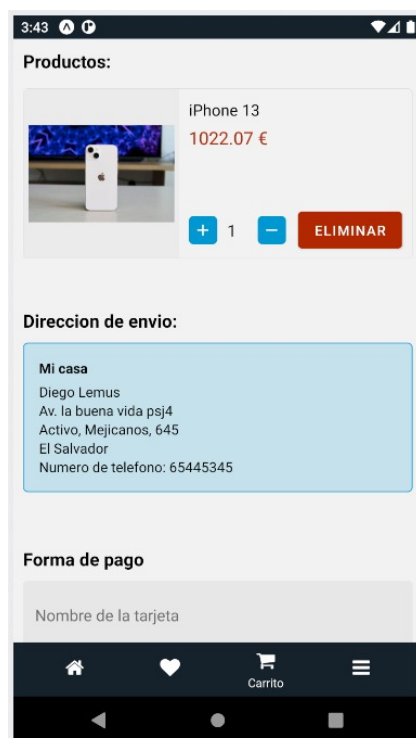 3:43
Productos:
iPhone 13
1022.07 €
+ 1 −
ELIMINAR
Direccion de envio:
Mi casa
Diego Lemus
Av. la buena vida psj4
Activo, Mejicanos, 645
El Salvador
Numero de telefono: 65445345
Forma de pago
Nombre de la tarjeta
Carrito